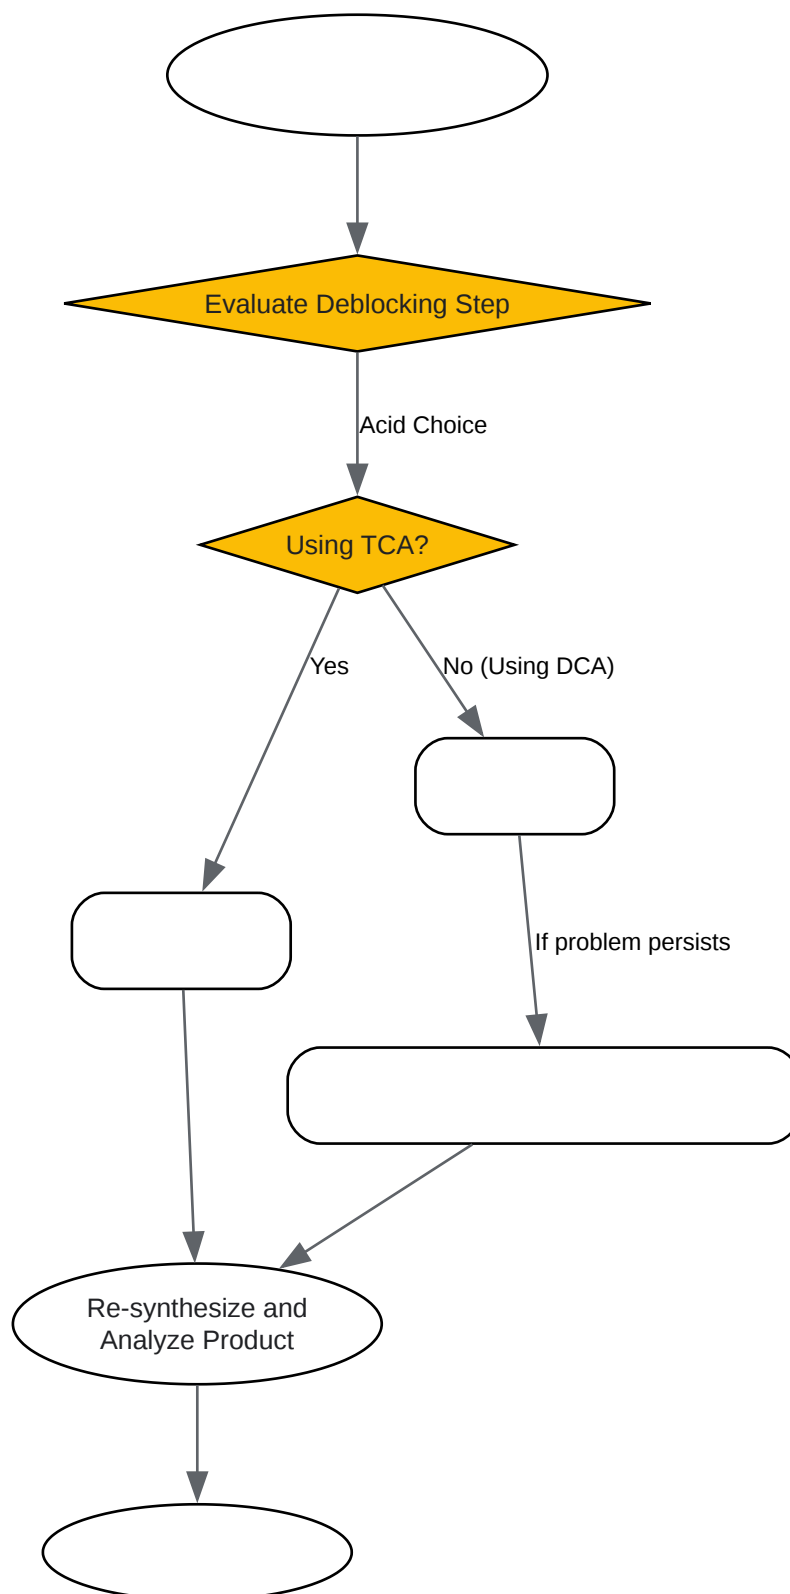 Evaluate Deblocking Step
Acid Choice
Using TCA?
Yes
No (Using DCA)
If problem persists
Re-synthesize and
Analyze Product